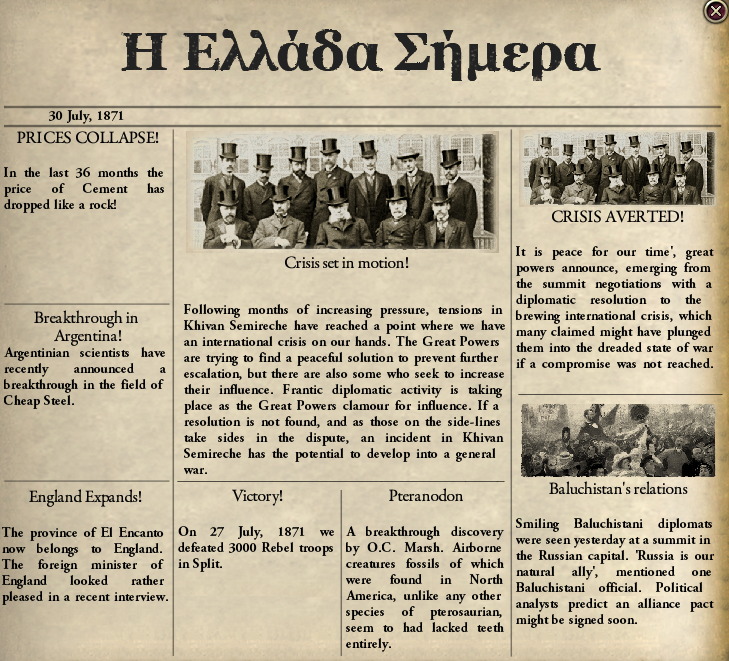 Η Ελλάδα Σήμερα
30 July, 1871
PRICES COLLAPSE!
In the last 36 months the
price of Cement has
dropped like a rock!
Breakthrough in
Argentina!
Argentinian scientists have
recently announced a
breakthrough in the field of
Cheap Steel.
England Expands!
The province of El Encanto
now belongs to England.
The foreign minister of
England looked rather
pleased in a recent interview.
Crisis set in motion!
Following months of increasing pressure, tensions in
Khivan Semireche have reached a point where we have
an international crisis on our hands. The Great Powers
are trying to find a peaceful solution to prevent further
escalation, but there are also some who seek to increase
their influence. Frantic diplomatic activity is taking
place as the Great Powers clamour for influence. If a
resolution is not found, and as those on the side-lines
take sides in the dispute, an incident in Khivan
Semireche has the potential to develop into a general
war.
Victory!
On 27 July, 1871 we
defeated 3000 Rebel troops
in Split.
Pteranodon
A breakthrough discovery
by O.C. Marsh. Airborne
creatures fossils of which
were found in North
America, unlike any other
species of pterosaurian,
seem to had lacked teeth
entirely.
CRISIS AVERTED!
It is peace for our time', great
powers announce, emerging from
the summit negotiations with a
diplomatic resolution to the
brewing international crisis, which
many claimed might have plunged
them into the dreaded state of war
if a compromise was not reached.
Baluchistan's relations
Smiling Baluchistani diplomats
were seen yesterday at a summit in
the Russian capital. 'Russia is our
natural ally', mentioned one
Baluchistani official. Political
analysts predict an alliance pact
might be signed soon.